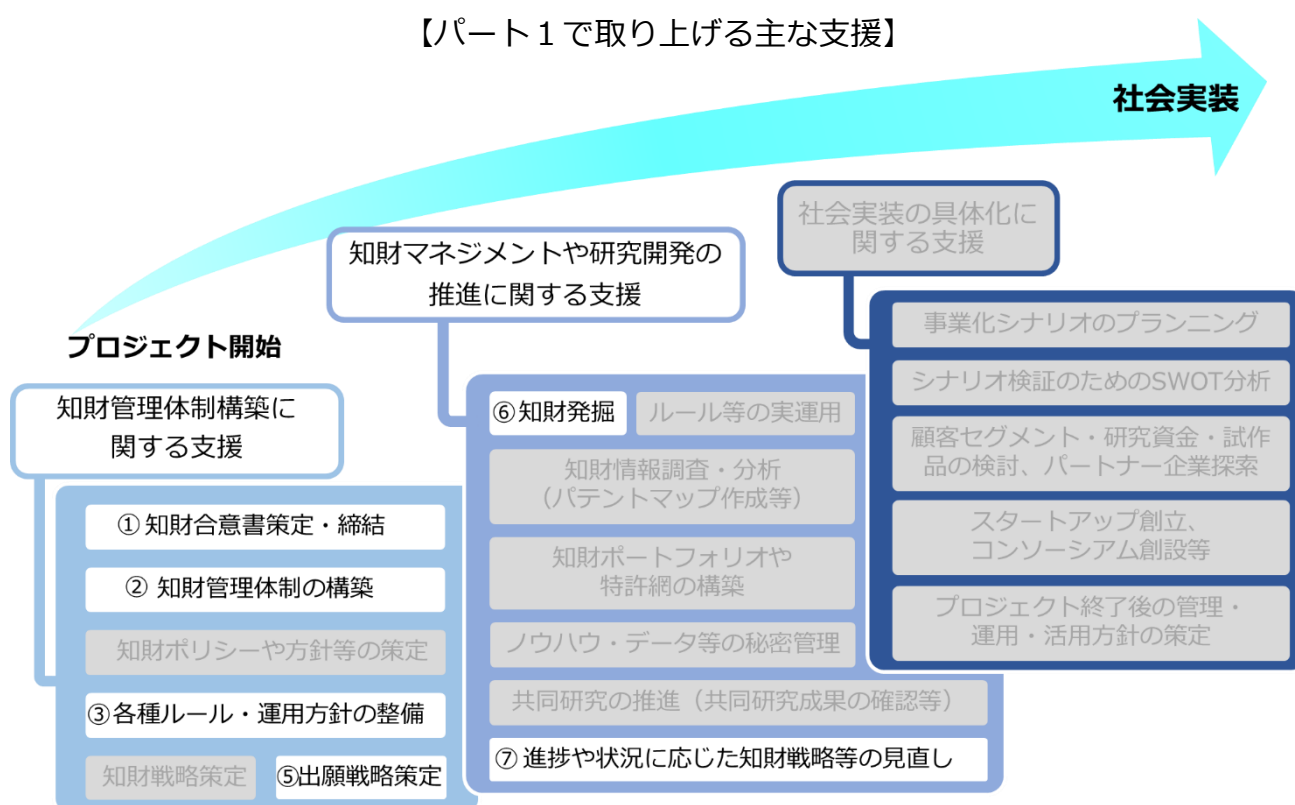 【パート１で取り上げる主な支援】
社会実装
プロジェクト開始
知財管理体制構築に
関する支援
① 知財合意書策定・締結
② 知財管理体制の構築
知財ポリシーや方針等の策定
③各種ルール・運用方針の整備
知財戦略策定
⑤出願戦略策定
知財マネジメントや研究開発の
推進に関する支援
⑥知財発掘
ルール等の実運用
知財情報調査・分析
（パテントマップ作成等）
知財ポートフォリオや
特許網の構築
ノウハウ・データ等の秘密管理
共同研究の推進（共同研究成果の確認等）
⑦ 進捗や状況に応じた知財戦略等の見直し
社会実装の具体化に
関する支援
事業化シナリオのプランニング
シナリオ検証のためのSWOT分析
顧客セグメント・研究資金・試作
品の検討、パートナー企業探索
スタートアップ創立、
コンソーシアム創設等
プロジェクト終了後の管理・
運用・活用方針の策定